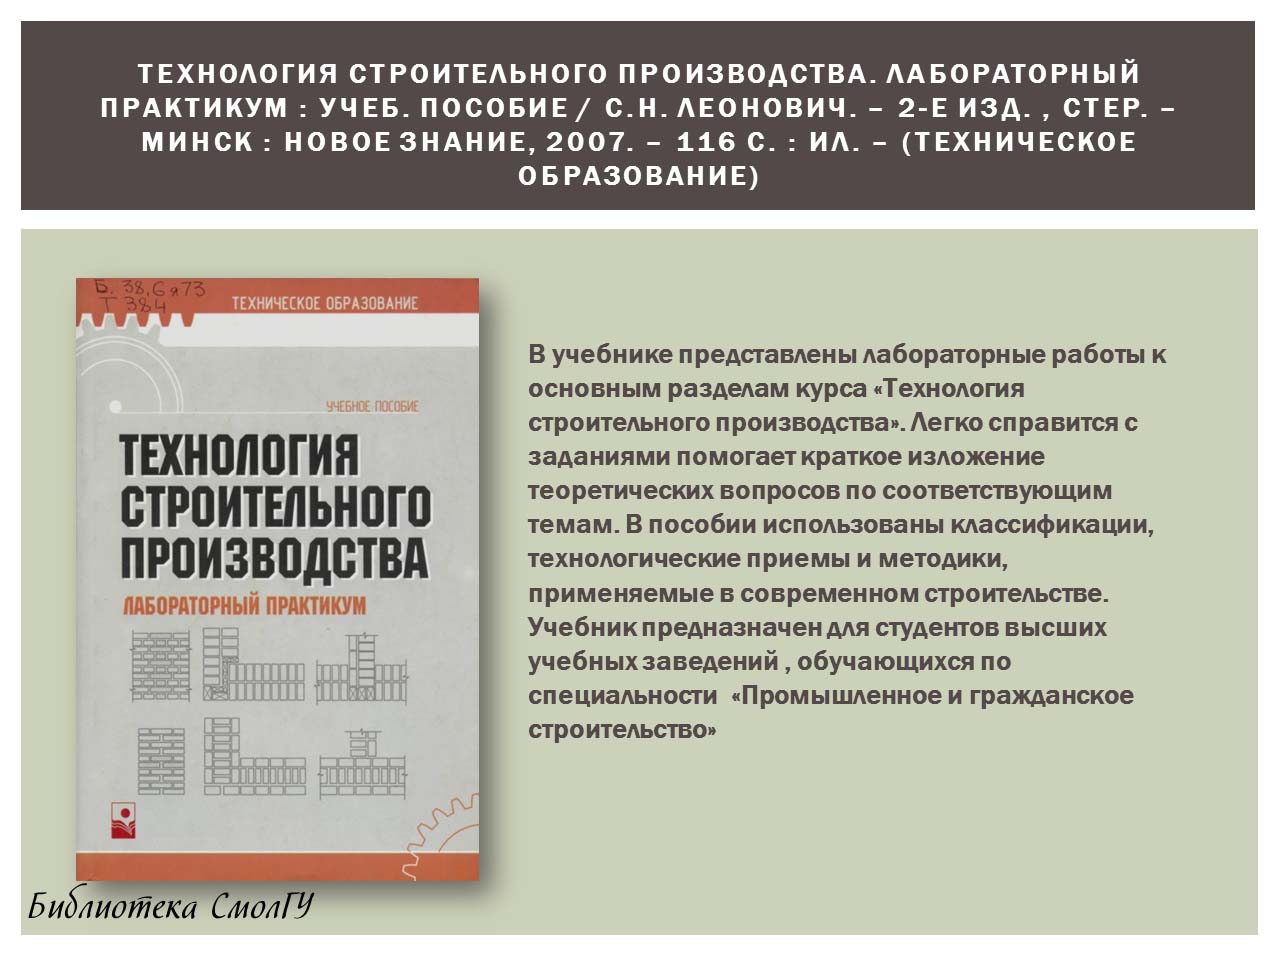 ТЕХНОЛОГИЯ СТРОИТЕЛЬНОГО ПРОИЗВОДСТВА. ЛАБОРАТОРНЫЙ
ПРАКТИКУМ : УЧЕБ. ПОСОБИЕ / С.Н. ЛЕОНОВИЧ. – 2-Е ИЗД. , СТЕР. –
МИНСК : НОВОЕ ЗНАНИЕ, 2007. – 116 С. : ИЛ. – (ТЕХНИЧЕСКОЕ
ОБРАЗОВАНИЕ)
Б. 38,6я73
Т 384
ТЕХНИЧЕСКОЕ ОБРАЗОВАНИЕ
УЧЕБНОЕ ПОСОБИЕ
ТЕХНОЛОГИЯ
СТРОИТЕЛЬНОГО
ПРОИЗВОДСТВА
ЛАБОРАТОРНЫЙ ПРАКТИКУМ
В учебнике представлены лабораторные работы к
основным разделам курса «Технология
строительного производства». Легко справится с
заданиями помогает краткое изложение
теоретических вопросов по соответствующим
темам. В пособии использованы классификации,
технологические приемы и методики,
применяемые в современном строительстве.
Учебник предназначен для студентов высших
учебных заведений , обучающихся по
специальности «Промышленное и гражданское
строительство»
Библиотека СмолГУ